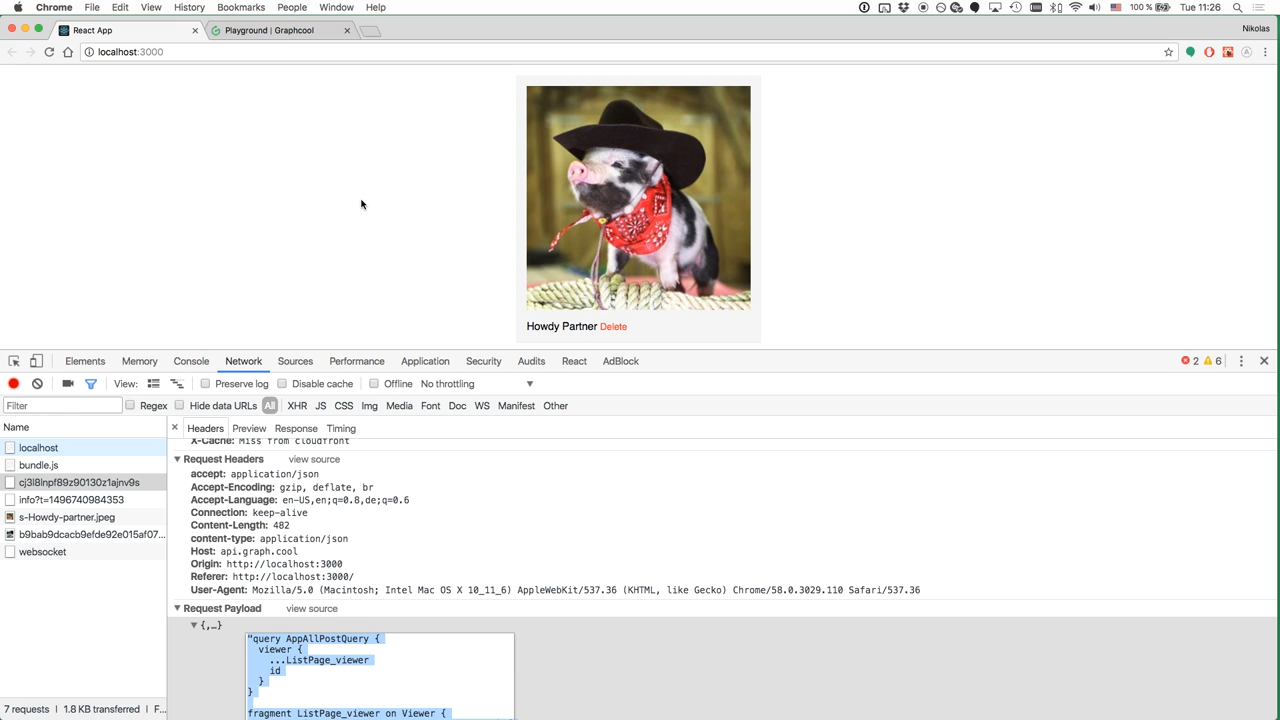 Chrome File Edit View History Bookmarks People Window Help 100 % Tue 11:26
React App Playground | Graphcool Nikolas
localhost:3000
Howdy Partner Delete
Elements Memory Console Network Sources Performance Application Security Audits React AdBlock 2 6
View: Preserve log Disable cache Offline No throttling
Filter Regex Hide data URLs All XHR JS CSS Img Media Font Doc WS Manifest Other
Name
Headers Preview Response Timing
localhost
bundle.js
cj3l8lnpf89z90130z1ajnv9s
info?t=1496740984353
s-Howdy-partner.jpeg
b9bab9dcacb9efde92e015af07...
websocket
7 requests | 1.8 KB transferred | F...
X-Cache: Miss from cloudfront
Request Headers view source
accept: application/json
Accept-Encoding: gzip, deflate, br
Accept-Language: en-US,en;q=0.8,de;q=0.6
Connection: keep-alive
Content-Length: 482
content-type: application/json
Host: api.graph.cool
Origin: http://localhost:3000
Referer: http://localhost:3000/
User-Agent: Mozilla/5.0 (Macintosh; Intel Mac OS X 10_11_6) AppleWebKit/537.36 (KHTML, like Gecko) Chrome/58.0.3029.110 Safari/537.36
Request Payload view source
{,…}
"query AppAllPostQuery {
viewer {
...ListPage_viewer
id
}
}
fragment ListPage_viewer on Viewer {